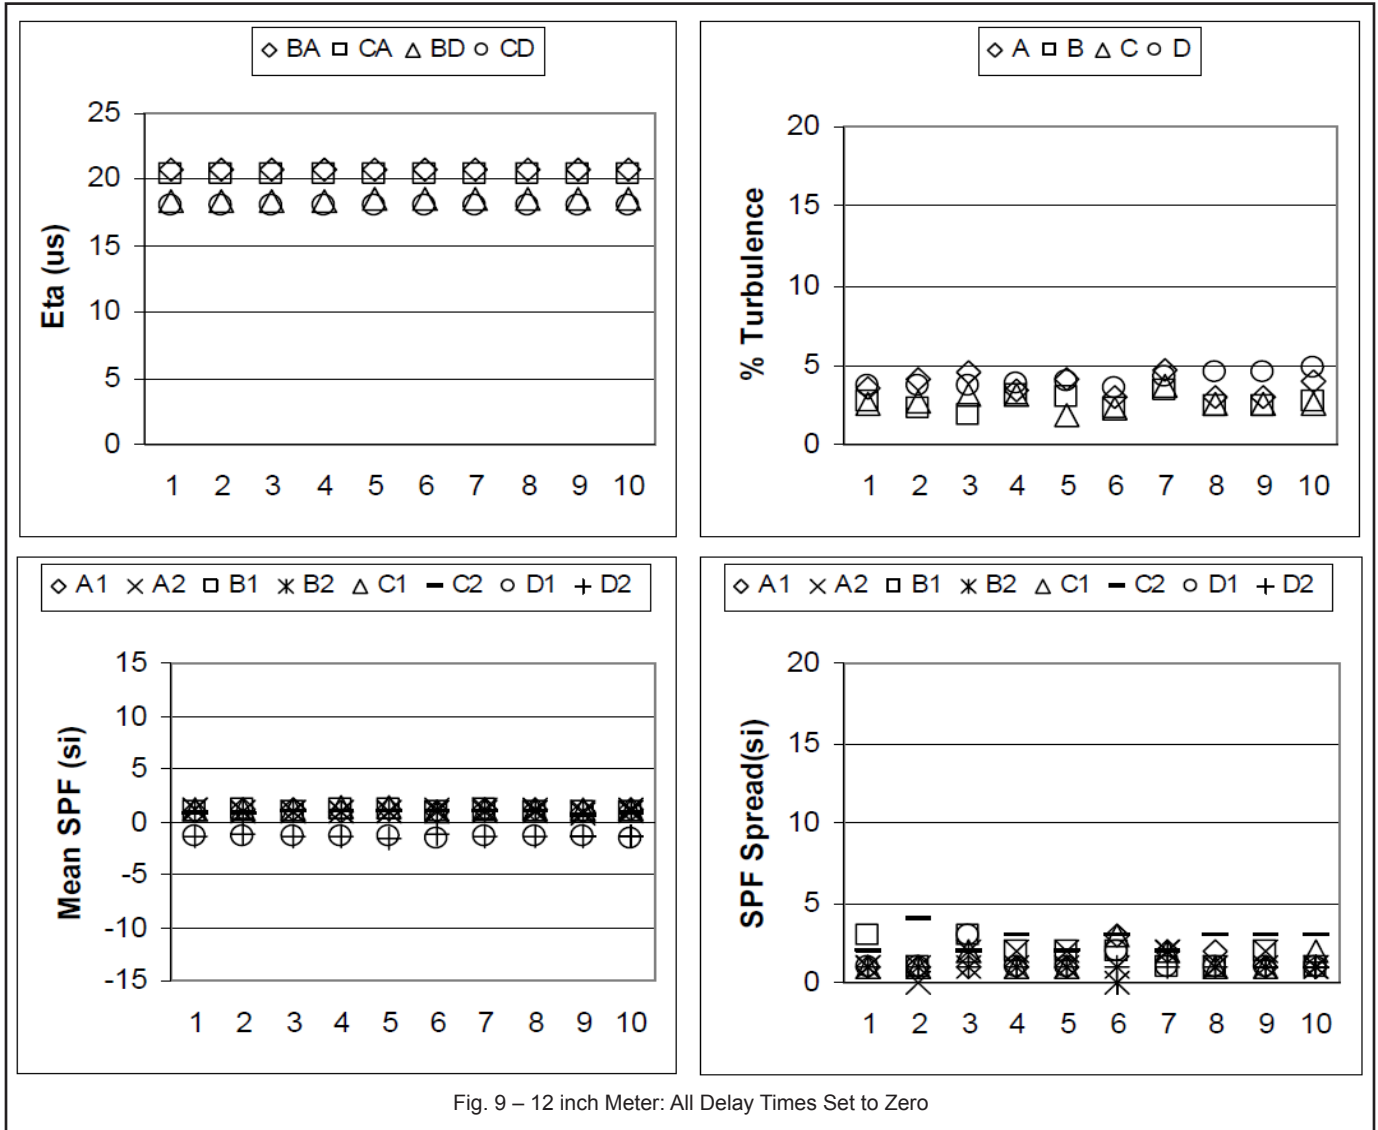 BA CA BD CD
Eta (us)
25
20
15
10
5
0
1 2 3 4 5 6 7 8 9 10
A B C D
% Turbulence
20
15
10
5
0
1 2 3 4 5 6 7 8 9 10
A1 A2 B1 B2 C1 C2 D1 D2
Mean SPF (si)
15
10
5
0
-5
-10
-15
1 2 3 4 5 6 7 8 9 10
A1 A2 B1 B2 C1 C2 D1 D2
SPF Spread(si)
20
15
10
5
0
1 2 3 4 5 6 7 8 9 10
Fig. 9 – 12 inch Meter: All Delay Times Set to Zero